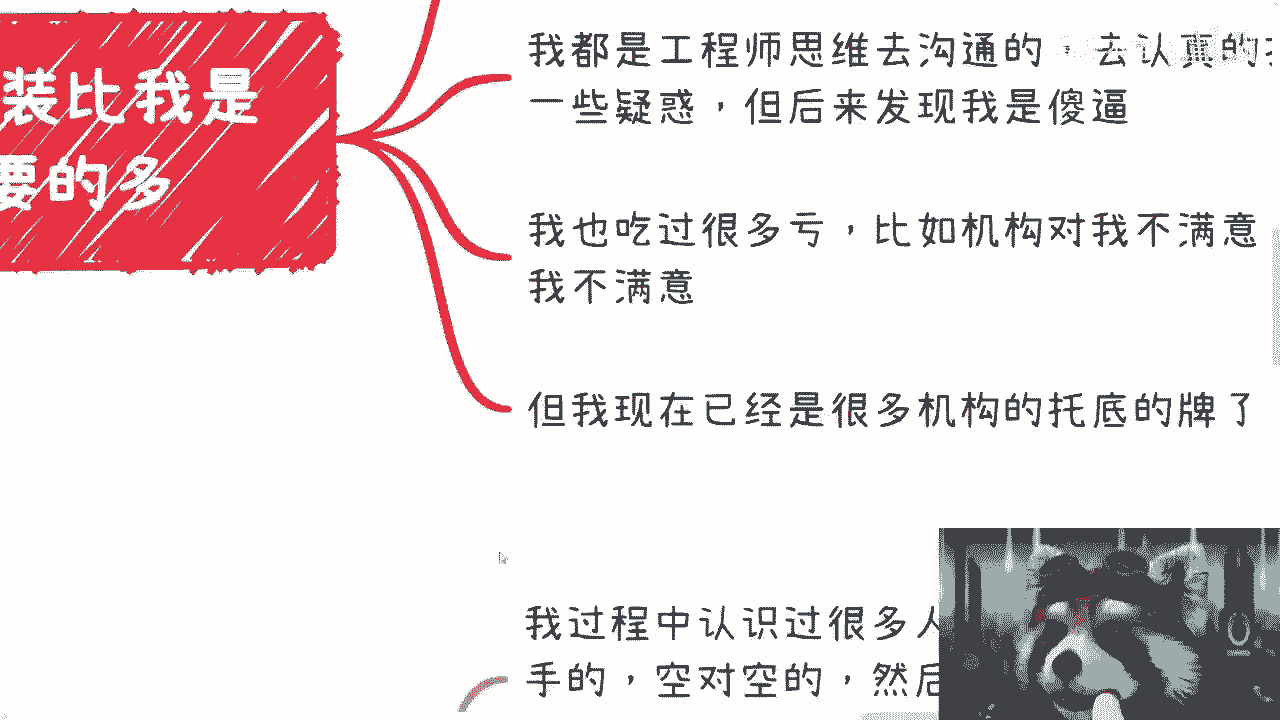 装比我是
要的多
我都是工程师思维去沟通的，去认真的
一些疑惑，但后来发现我是傻逼
我也吃过很多亏，比如机构对我不满意
我不满意
但我现在已经是很多机构的托底的牌了
我过程中认识过很多人
手的，空对空的，然后